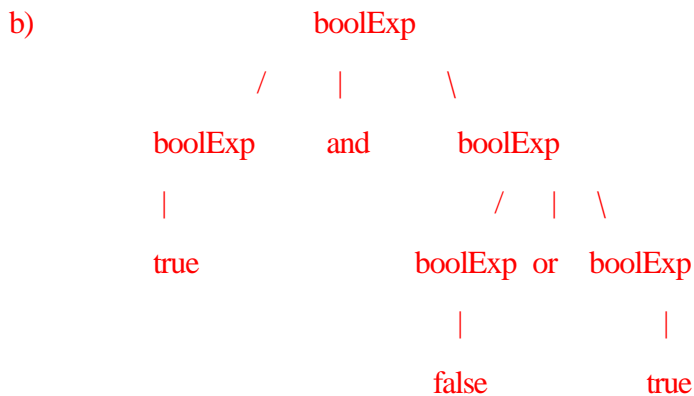 b) boolExp
/ | \
boolExp and boolExp
| / | \
true boolExp or boolExp
| |
false true